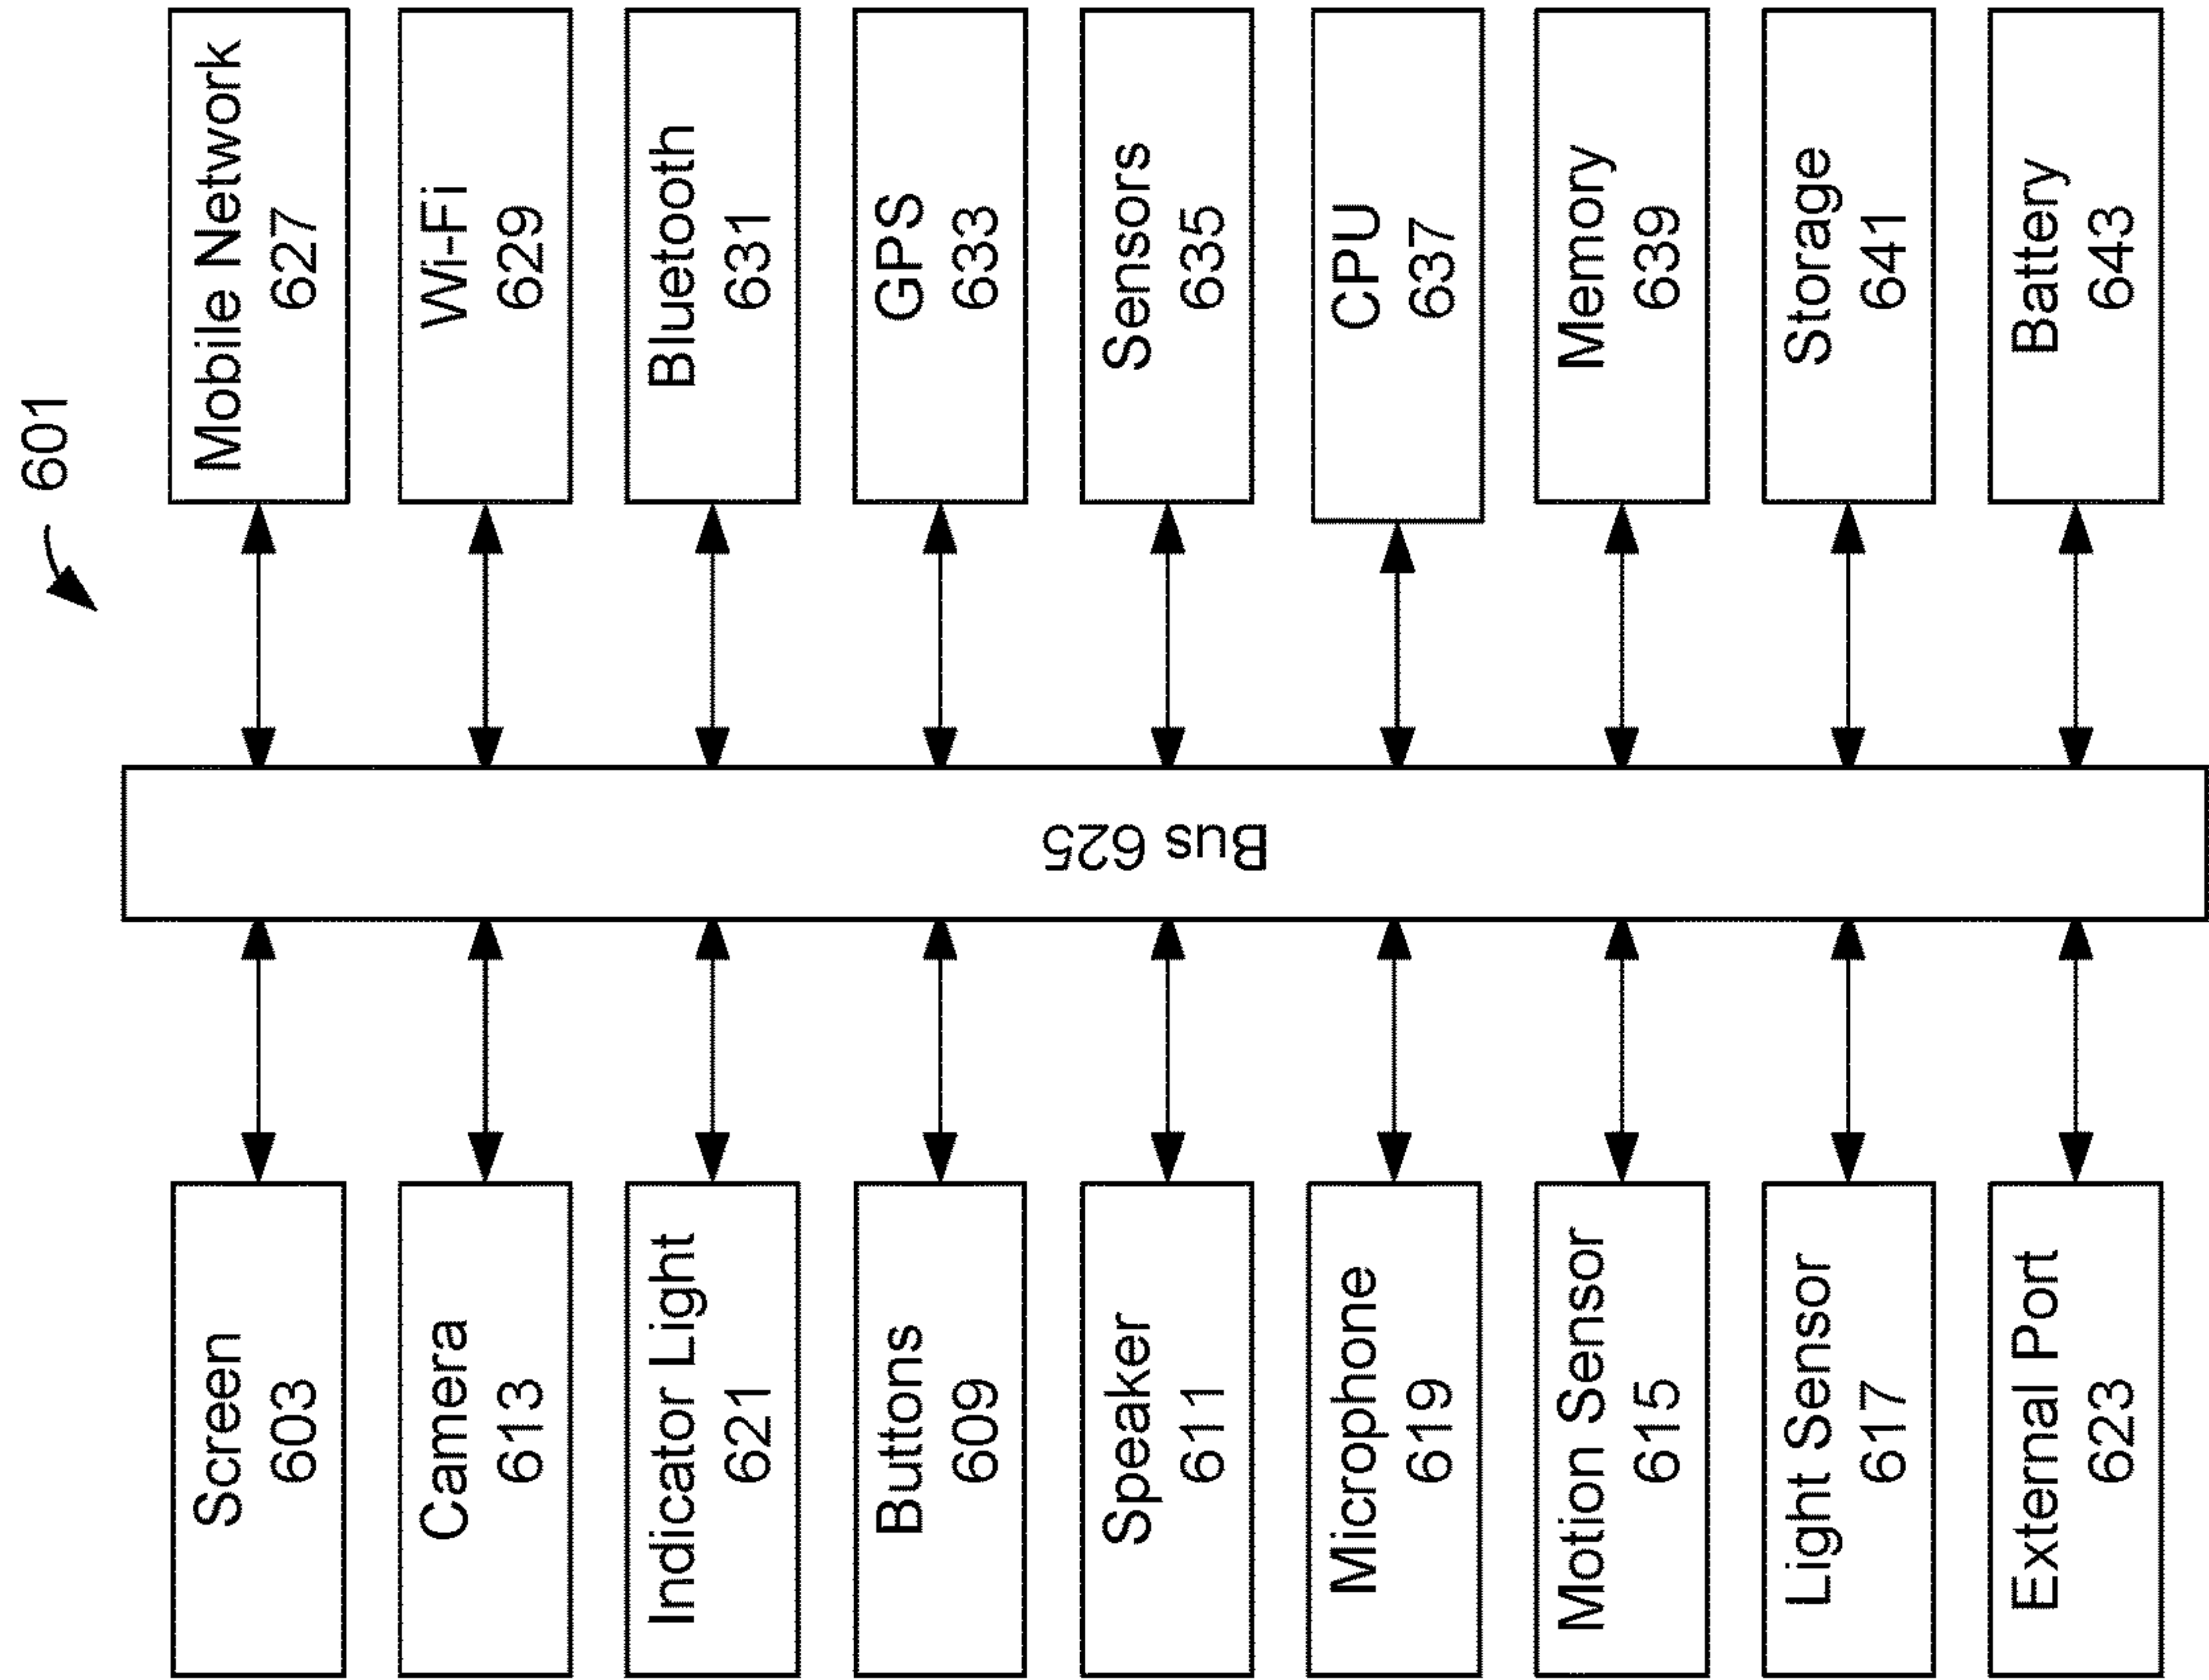 601
Screen
603
Camera
613
Indicator Light
621
Buttons
609
Speaker
611
Microphone
619
Motion Sensor
615
Light Sensor
617
External Port
623
Bus 625
Mobile Network
627
Wi-Fi
629
Bluetooth
631
GPS
633
Sensors
635
CPU
637
Memory
639
Storage
641
Battery
643